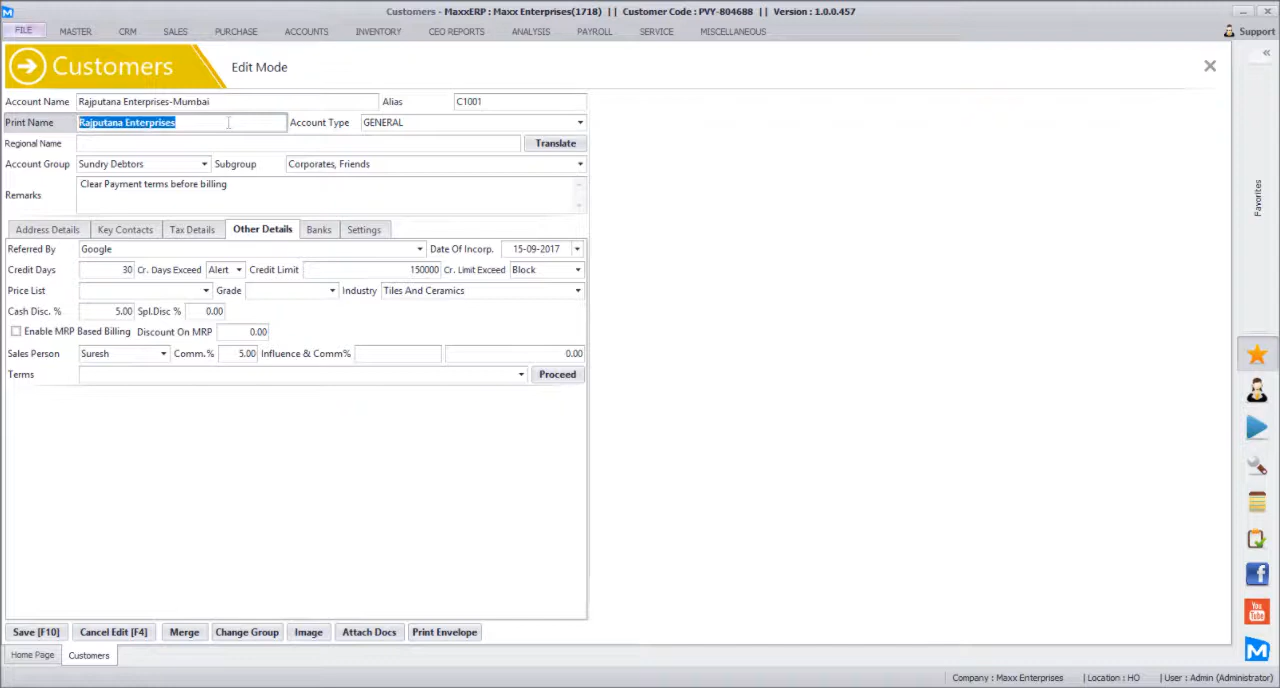 Customers - MaxxERP : Maxx Enterprises(1718) || Customer Code : PVY-804688 || Version : 1.0.0.457
FILE MASTER CRM SALES PURCHASE ACCOUNTS INVENTORY CEO REPORTS ANALYSIS PAYROLL SERVICE MISCELLANEOUS Support
Customers Edit Mode
Account Name Rajputana Enterprises-Mumbai Alias C1001
Print Name Rajputana Enterprises Account Type GENERAL
Regional Name Translate
Account Group Sundry Debtors Subgroup Corporates, Friends
Remarks Clear Payment terms before billing
Address Details Key Contacts Tax Details Other Details Banks Settings
Referred By Google Date Of Incorp. 15-09-2017
Credit Days 30 Cr. Days Exceed Alert Credit Limit 150000 Cr. Limit Exceed Block
Price List Grade Industry Tiles And Ceramics
Cash Disc. % 5.00 Spl.Disc % 0.00
Enable MRP Based Billing Discount On MRP 0.00
Sales Person Suresh Comm.% 5.00 Influence & Comm% 0.00
Terms Proceed
Save [F10] Cancel Edit [F4] Merge Change Group Image Attach Docs Print Envelope
Home Page Customers
Company : Maxx Enterprises | Location : HO | User : Admin (Administrator)
Favorites
You
Tube